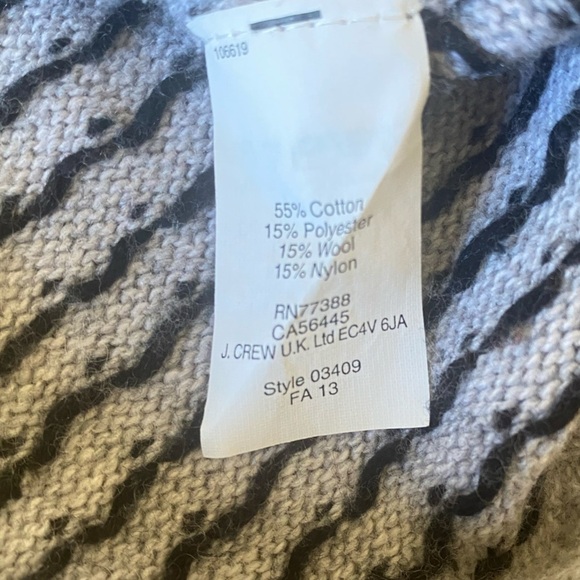 106619
55% Cotton
15% Polyester
15% Wool
15% Nylon
RN77388
CA56445
J. CREW U.K. Ltd EC4V 6JA
Style 03409
FA 13